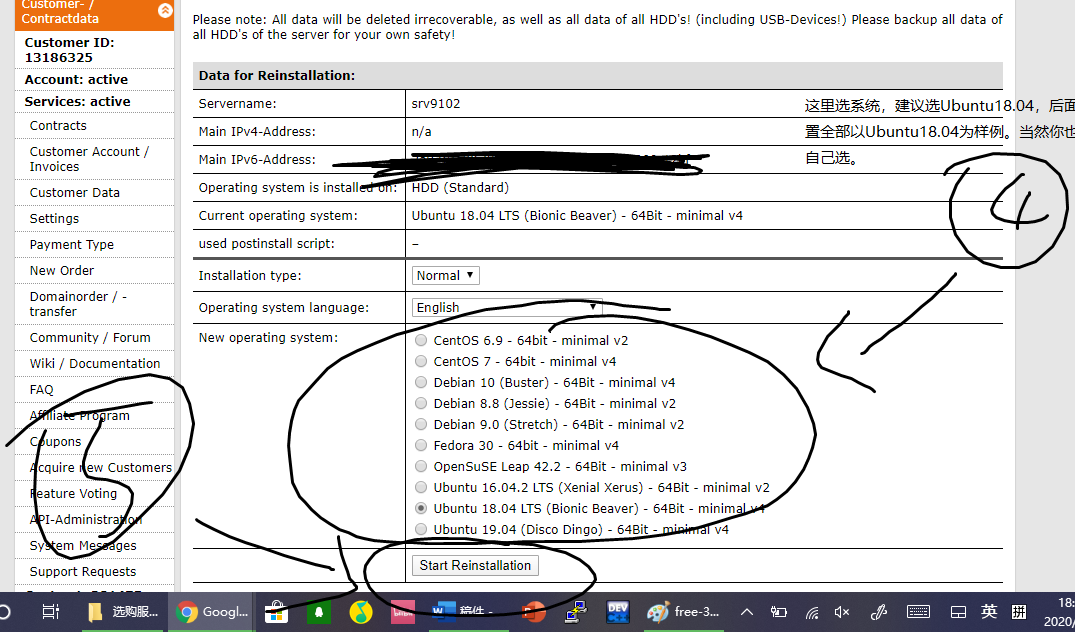 Customer- /
Contractdata
Customer ID:
13186325
Account: active
Services: active
Contracts
Customer Account /
Invoices
Customer Data
Settings
Payment Type
New Order
Domainorder / -
transfer
Community / Forum
Wiki / Documentation
FAQ
Affiliate Program
Coupons
Acquire new Customers
Feature Voting
API-Administration
System Messages
Support Requests
Please note: All data will be deleted irrecoverable, as well as all data of all HDD's! (including USB-Devices!) Please backup all data of
all HDD's of the server for your own safety!
Data for Reinstallation:
Servername: srv9102
Main IPv4-Address: n/a
Main IPv6-Address:
Operating system is installed on: HDD (Standard)
Current operating system: Ubuntu 18.04 LTS (Bionic Beaver) - 64Bit - minimal v4
used postinstall script: –
Installation type: Normal
Operating system language: English
New operating system: CentOS 6.9 - 64bit - minimal v2
CentOS 7 - 64bit - minimal v4
Debian 10 (Buster) - 64Bit - minimal v4
Debian 8.8 (Jessie) - 64Bit - minimal v2
Debian 9.0 (Stretch) - 64Bit - minimal v2
Fedora 30 - 64bit - minimal v4
OpenSuSE Leap 42.2 - 64Bit - minimal v3
Ubuntu 16.04.2 LTS (Xenial Xerus) - 64Bit - minimal v2
Ubuntu 18.04 LTS (Bionic Beaver) - 64Bit - minimal v4
Ubuntu 19.04 (Disco Dingo) - 64Bit - minimal v4
Start Reinstallation
这里选系统，建议选Ubuntu18.04，后面
置全部以Ubuntu18.04为样例。当然你也
自己选。
4
5
选购服...
Googl...
稿件 -
DEV
C++
free-3...
英
18:
2020/